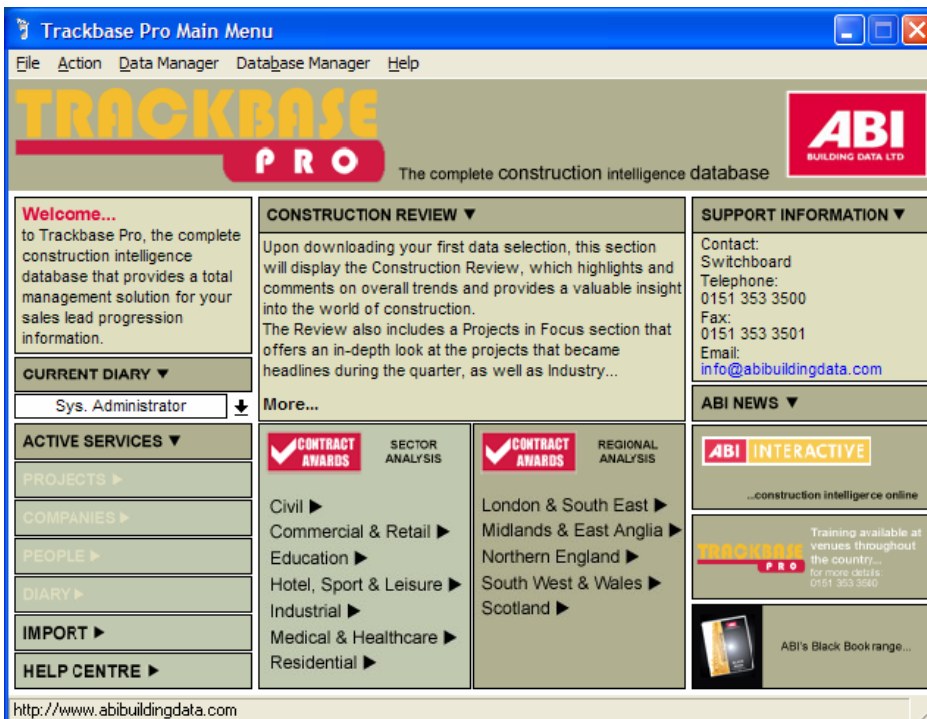 Trackbase Pro Main Menu
File Action Data Manager Database Manager Help
TRACKBASE
PRO
The complete construction intelligence database
ABI
BUILDING DATA LTD
Welcome...
to Trackbase Pro, the complete
construction intelligence
database that provides a total
management solution for your
sales lead progression
information.
CURRENT DIARY ▼
Sys. Administrator
ACTIVE SERVICES ▼
PROJECTS ▶
COMPANIES ▶
PEOPLE ▶
DIARY ▶
IMPORT ▶
HELP CENTRE ▶
CONSTRUCTION REVIEW ▼
Upon downloading your first data selection, this section
will display the Construction Review, which highlights and
comments on overall trends and provides a valuable insight
into the world of construction.
The Review also includes a Projects in Focus section that
offers an in-depth look at the projects that became
headlines during the quarter, as well as Industry...
More...
CONTRACT
AWARDS
SECTOR
ANALYSIS
Civil ▶
Commercial & Retail ▶
Education ▶
Hotel, Sport & Leisure ▶
Industrial ▶
Medical & Healthcare ▶
Residential ▶
CONTRACT
AWARDS
REGIONAL
ANALYSIS
London & South East ▶
Midlands & East Anglia ▶
Northern England ▶
South West & Wales ▶
Scotland ▶
SUPPORT INFORMATION ▼
Contact:
Switchboard
Telephone:
0151 353 3500
Fax:
0151 353 3501
Email:
info@abibuildingdata.com
ABI NEWS ▼
ABI INTERACTIVE
...construction intelligerce online
TRACKBASE
PRO
Training available at
venues throughout
the country...
for more details:
0151 353 3540
ABI
ABI's Black Book range...
http://www.abibuildingdata.com